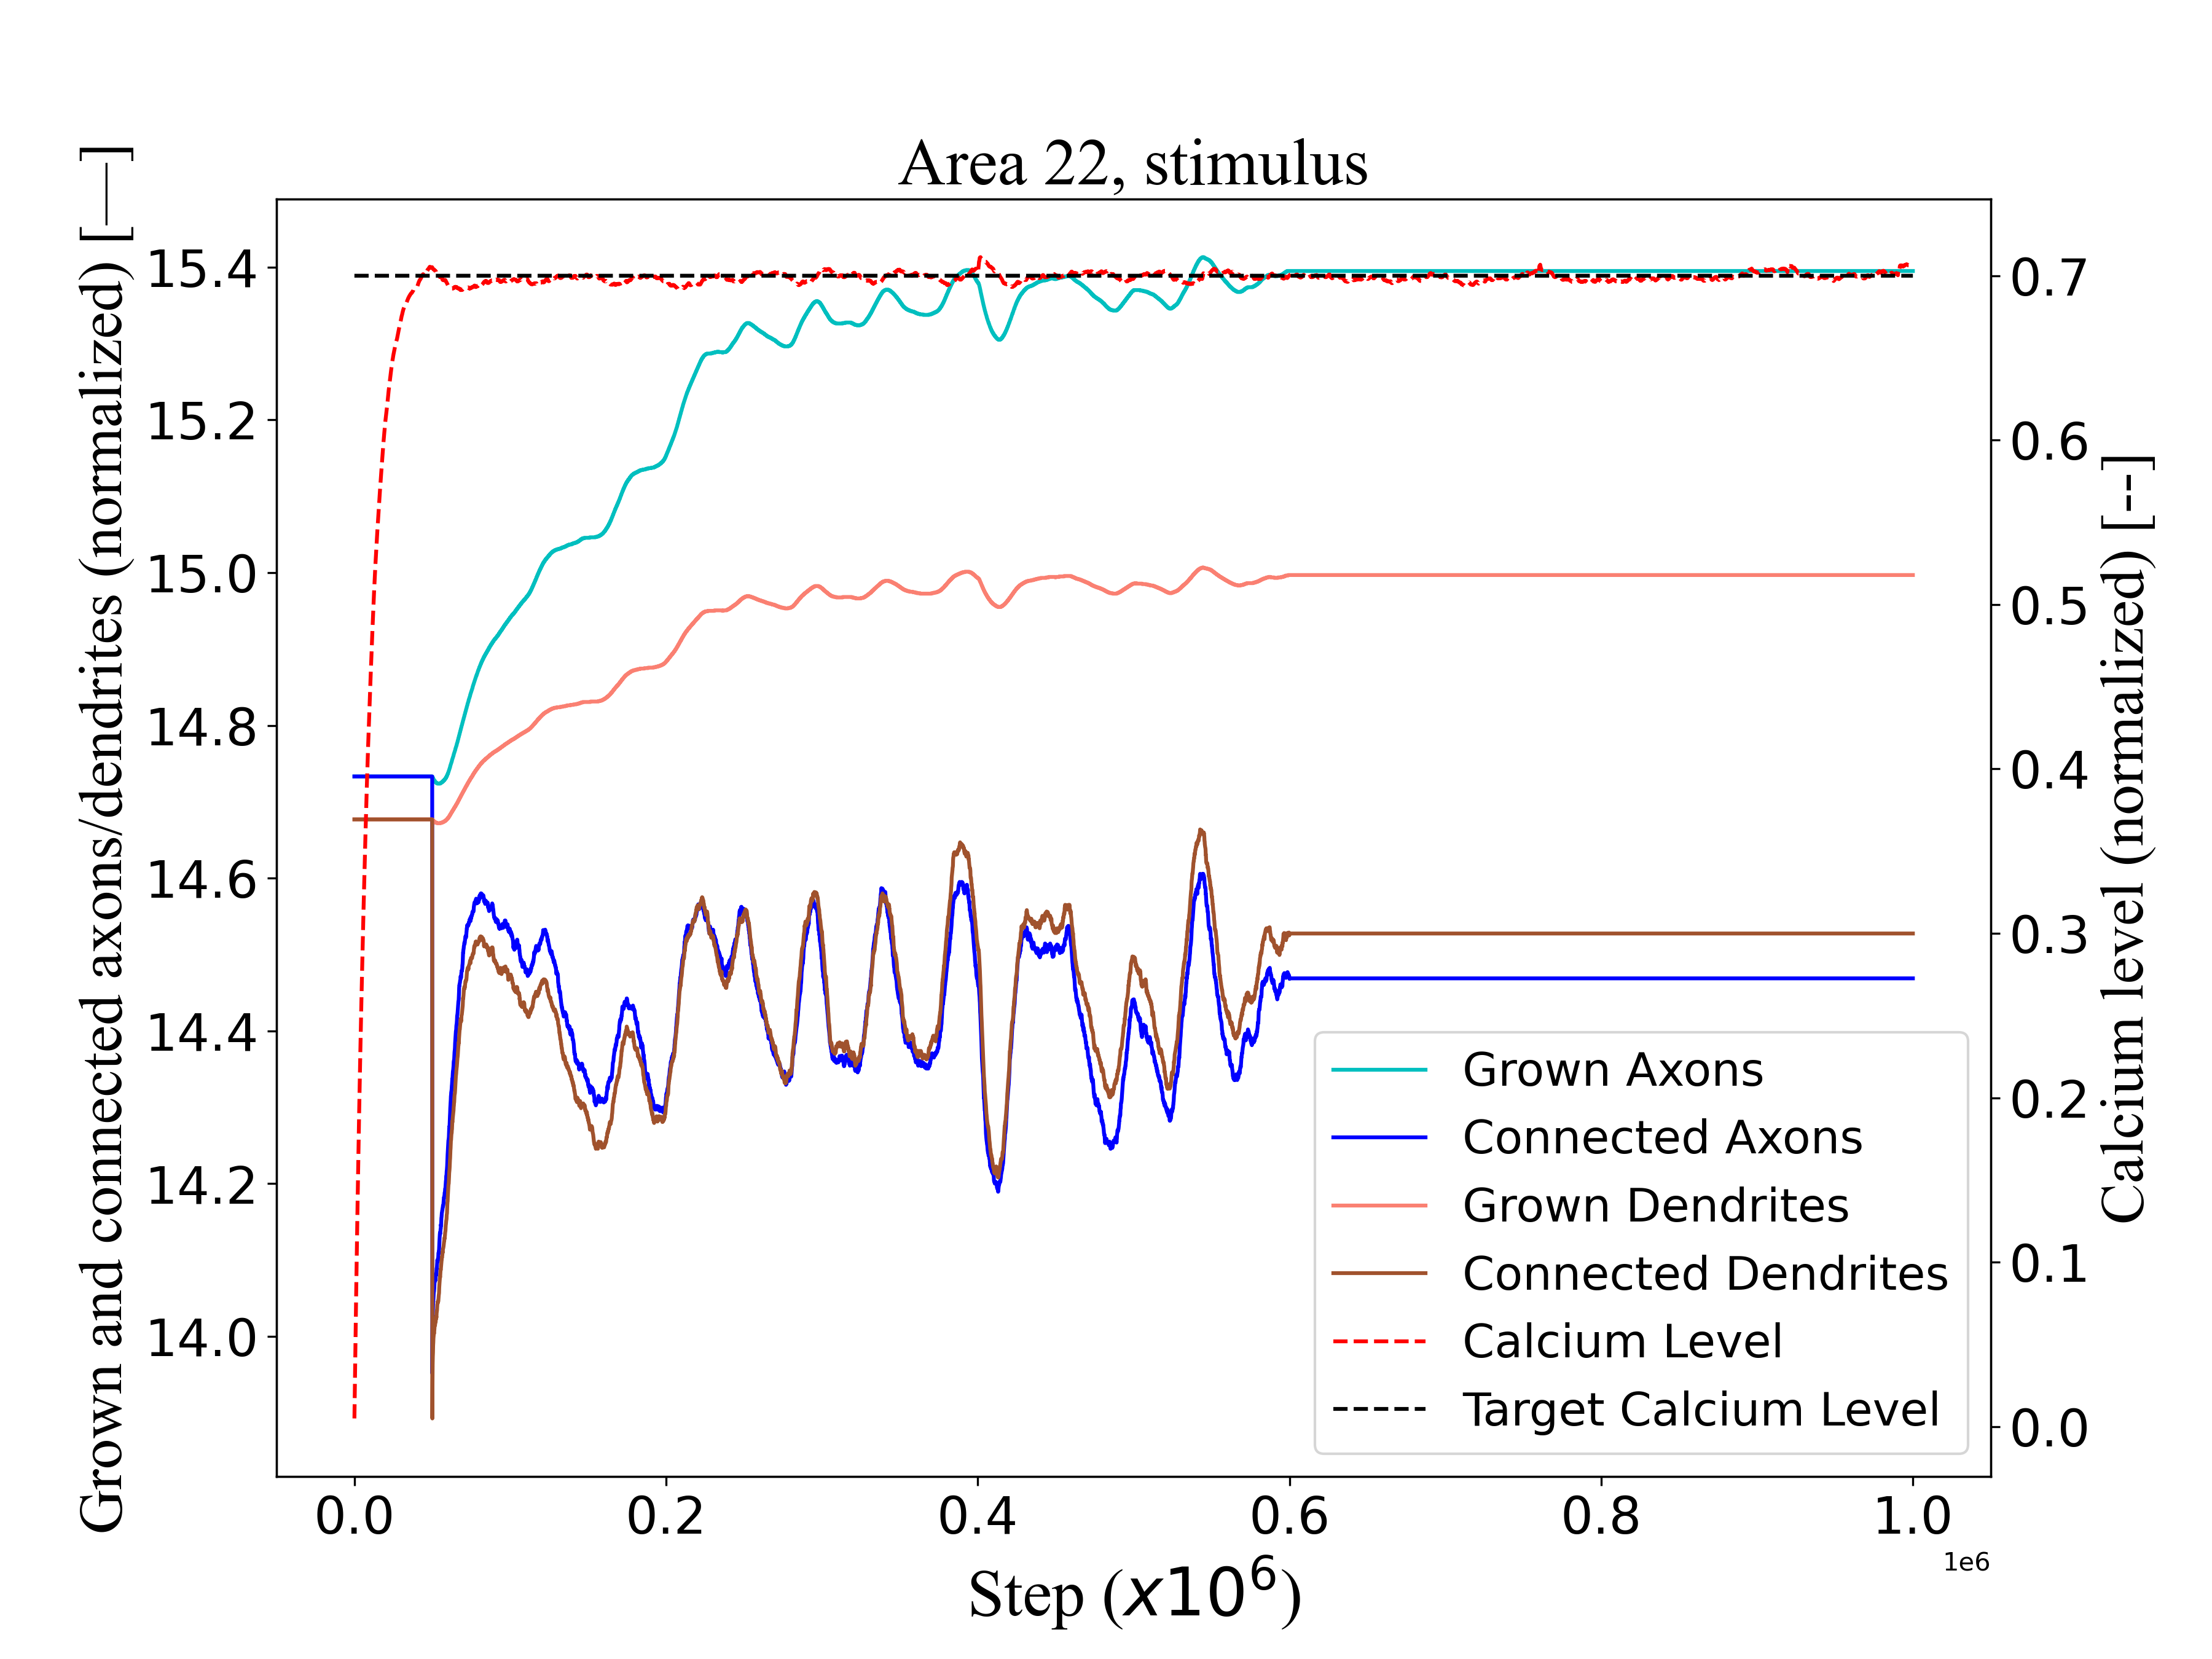 Area 22, stimulus
Grown and connected axons/dendrites (normalized) [—]
15.4
15.2
15.0
14.8
14.6
14.4
14.2
14.0
0.7
0.6
0.5
0.4
0.3
0.2
0.1
0.0
Calcium level (normalized) [--]
Grown Axons
Connected Axons
Grown Dendrites
Connected Dendrites
Calcium Level
Target Calcium Level
0.0 0.2 0.4 0.6 0.8 1.0
1e6
Step (x10⁶)